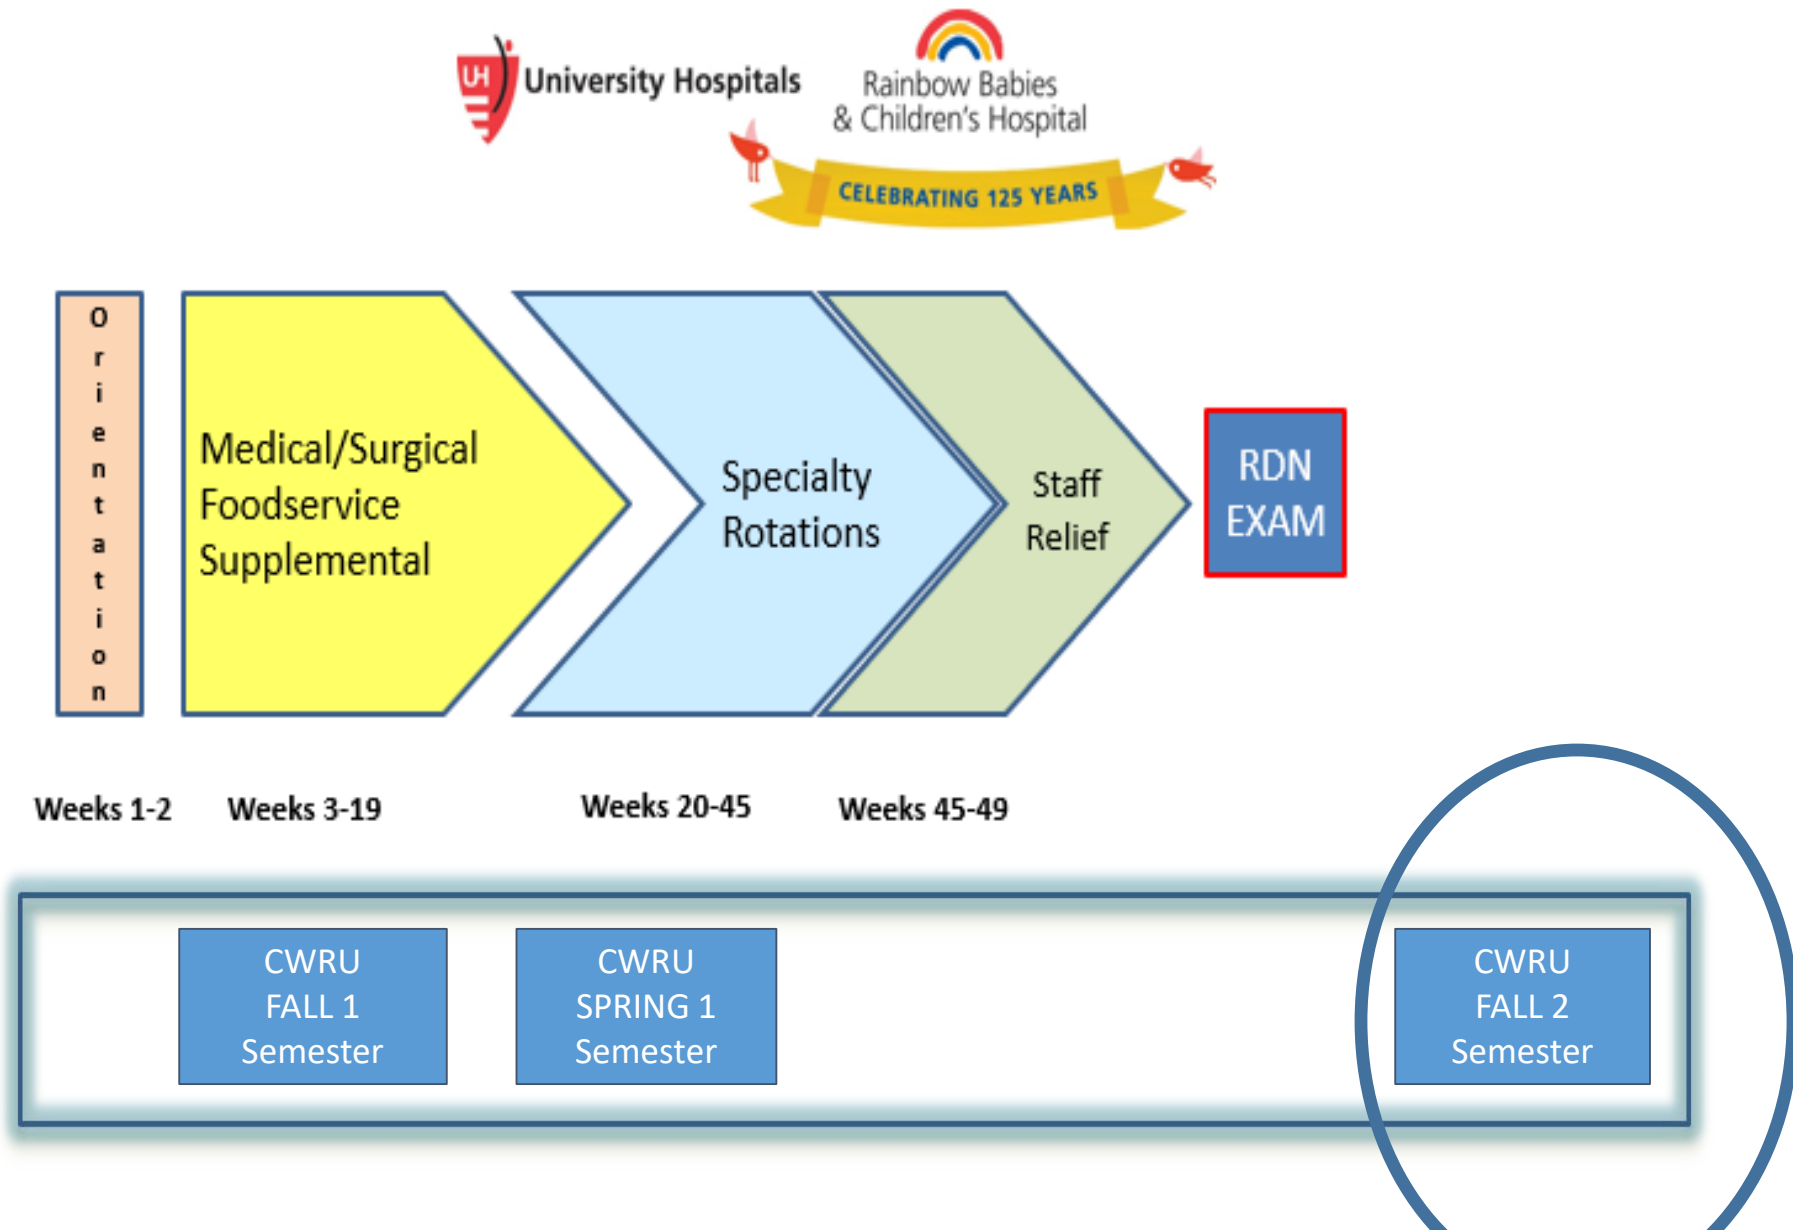 UH
University Hospitals
Rainbow Babies
& Children's Hospital
CELEBRATING 125 YEARS
Orientation
Medical/Surgical
Foodservice
Supplemental
Specialty
Rotations
Staff
Relief
RDN
EXAM
Weeks 1-2
Weeks 3-19
Weeks 20-45
Weeks 45-49
CWRU
FALL 1
Semester
CWRU
SPRING 1
Semester
CWRU
FALL 2
Semester